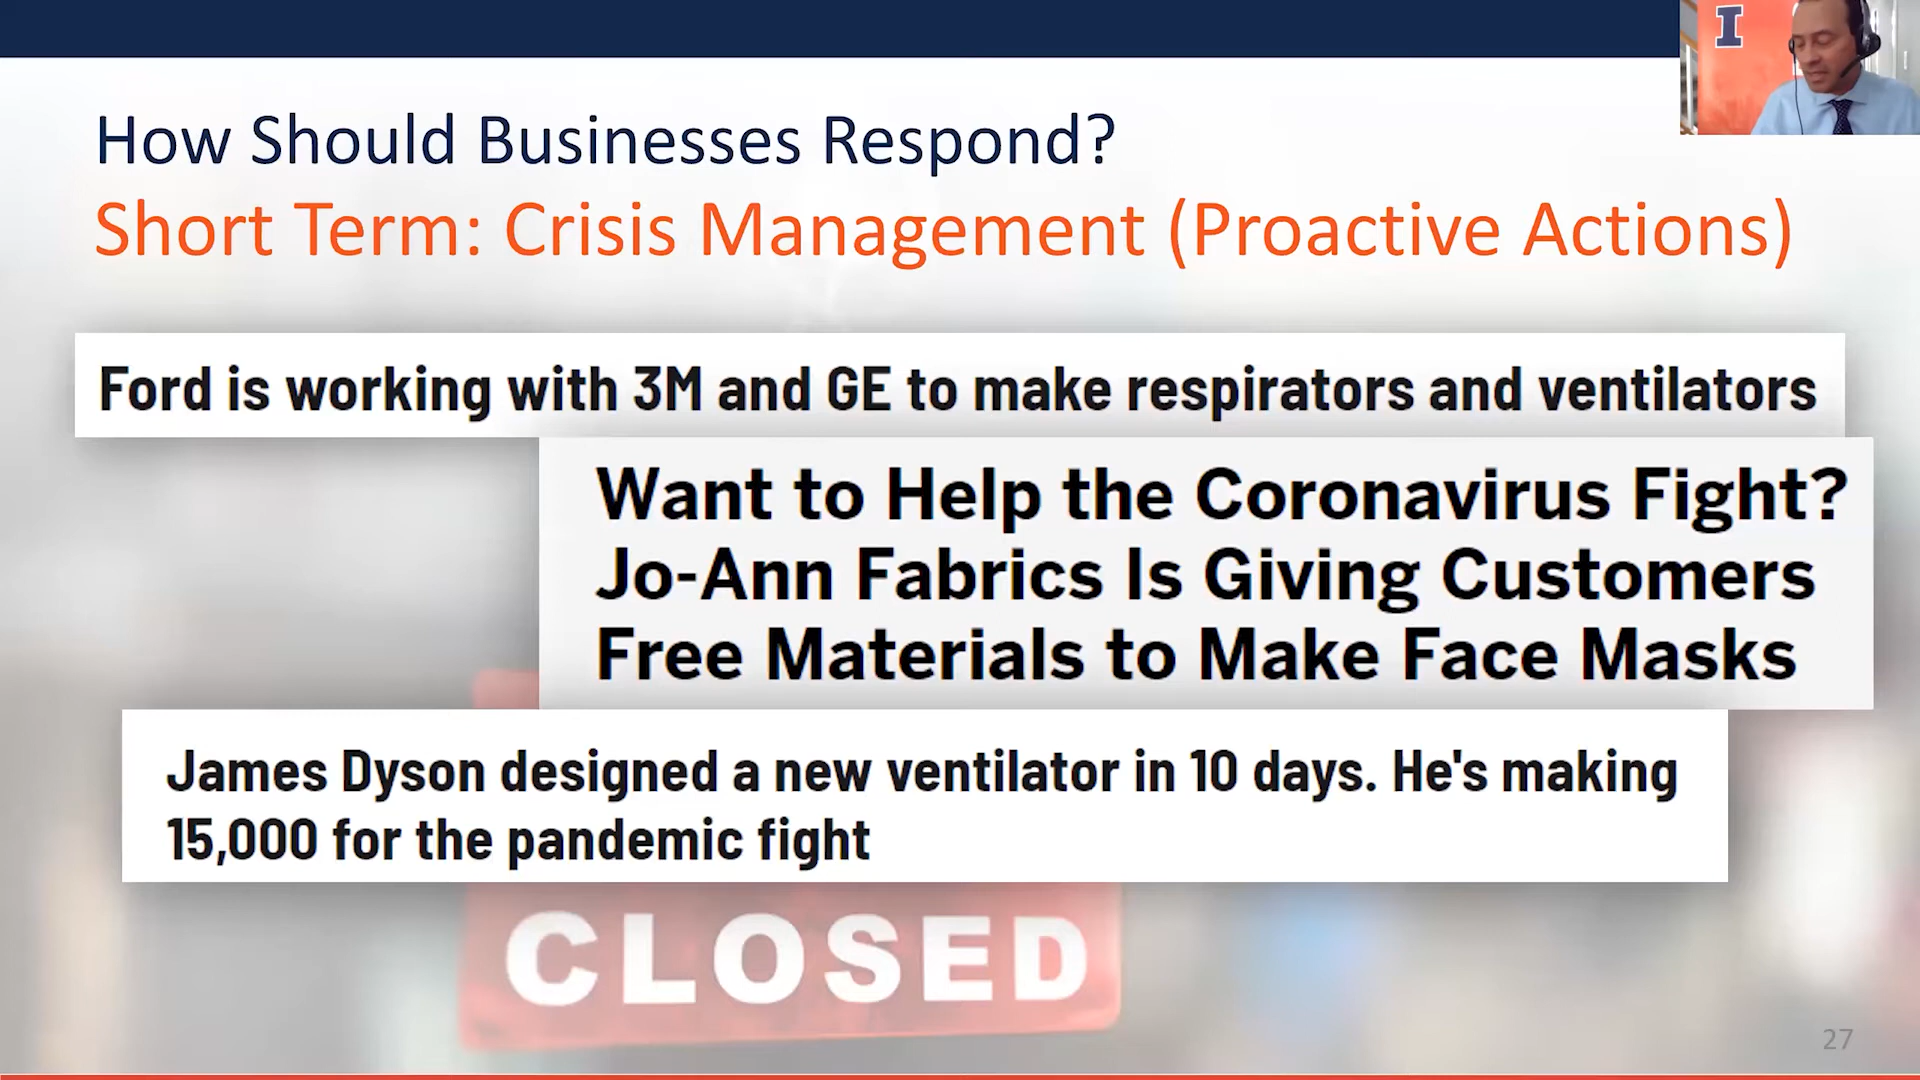 I
How Should Businesses Respond?
Short Term: Crisis Management (Proactive Actions)
Ford is working with 3M and GE to make respirators and ventilators
Want to Help the Coronavirus Fight?
Jo-Ann Fabrics Is Giving Customers
Free Materials to Make Face Masks
James Dyson designed a new ventilator in 10 days. He's making
15,000 for the pandemic fight
CLOSED
27